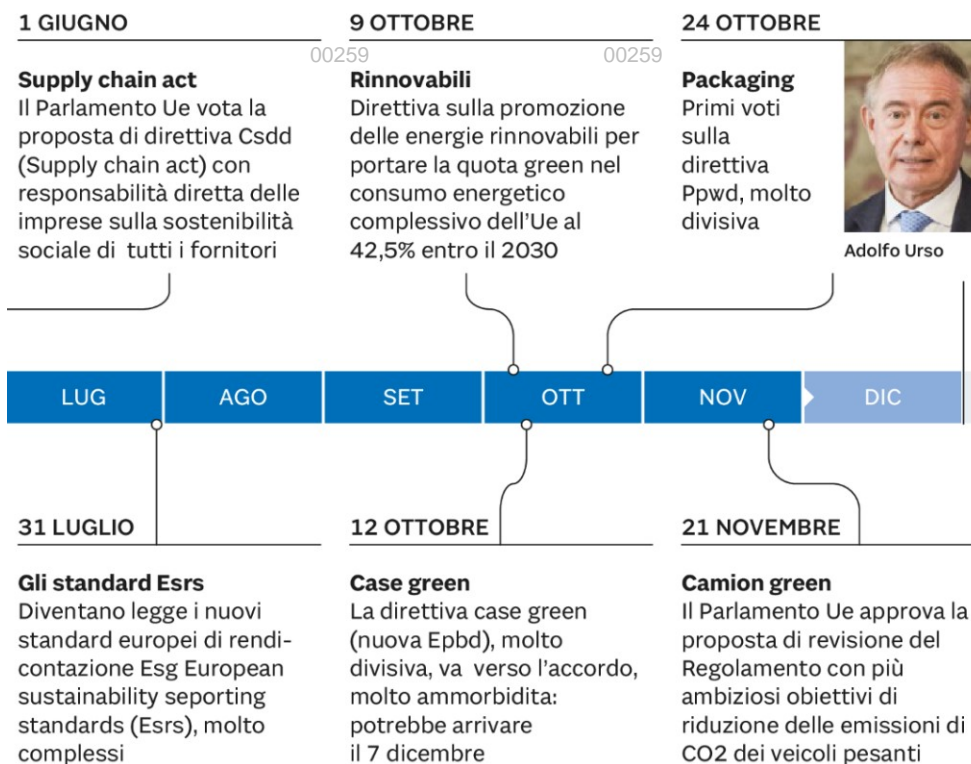 1 GIUGNO
Supply chain act
Il Parlamento Ue vota la
proposta di direttiva Csdd
(Supply chain act) con
responsabilità diretta delle
imprese sulla sostenibilità
sociale di tutti i fornitori
00259
9 OTTOBRE
Rinnovabili
Direttiva sulla promozione
delle energie rinnovabili per
portare la quota green nel
consumo energetico
complessivo dell'Ue al
42,5% entro il 2030
00259
24 OTTOBRE
Packaging
Primi voti
sulla
direttiva
Ppwd, molto
divisiva
Adolfo Urso
LUG AGO SET OTT NOV DIC
31 LUGLIO
Gli standard Esrs
Diventano legge i nuovi
standard europei di rendi-
contazione Esg European
sustainability seporting
standards (Esrs), molto
complessi
12 OTTOBRE
Case green
La direttiva case green
(nuova Epbd), molto
divisiva, va verso l'accordo,
molto ammorbidita:
potrebbe arrivare
il 7 dicembre
21 NOVEMBRE
Camion green
Il Parlamento Ue approva la
proposta di revisione del
Regolamento con più
ambiziosi obiettivi di
riduzione delle emissioni di
CO2 dei veicoli pesanti